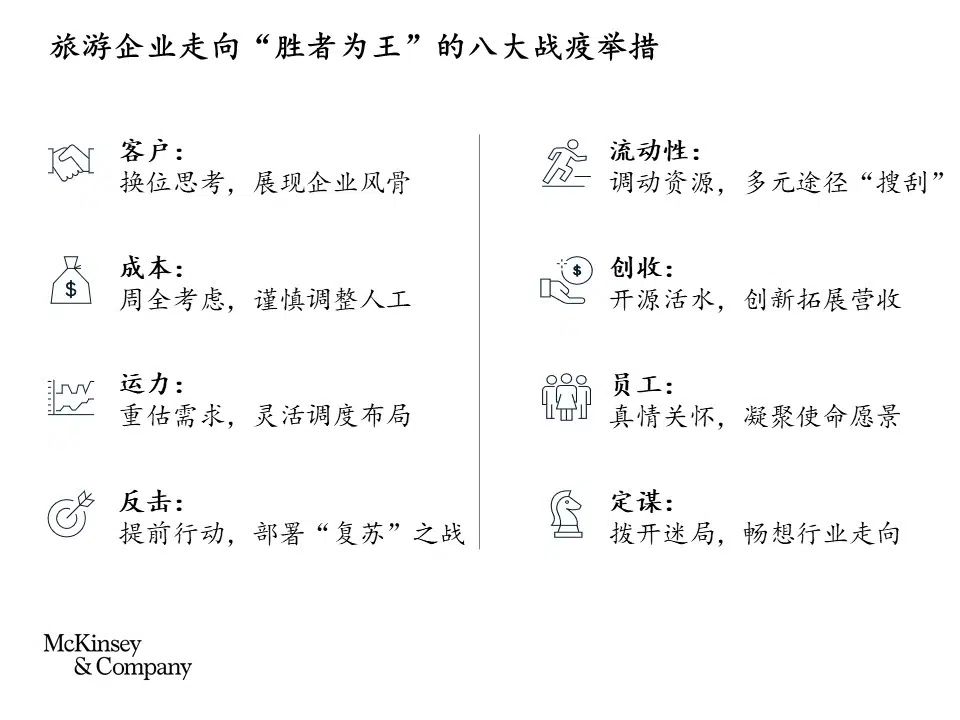 旅游企业走向“胜者为王”的八大战疫举措
客户：
换位思考，展现企业风骨
成本：
周全考虑，谨慎调整人工
运力：
重估需求，灵活调度布局
反击：
提前行动，部署“复苏”之战
流动性：
调动资源，多元途径“搜刮”
创收：
开源活水，创新拓展营收
员工：
真情关怀，凝聚使命愿景
定谋：
拨开迷局，畅想行业走向
McKinsey
& Company